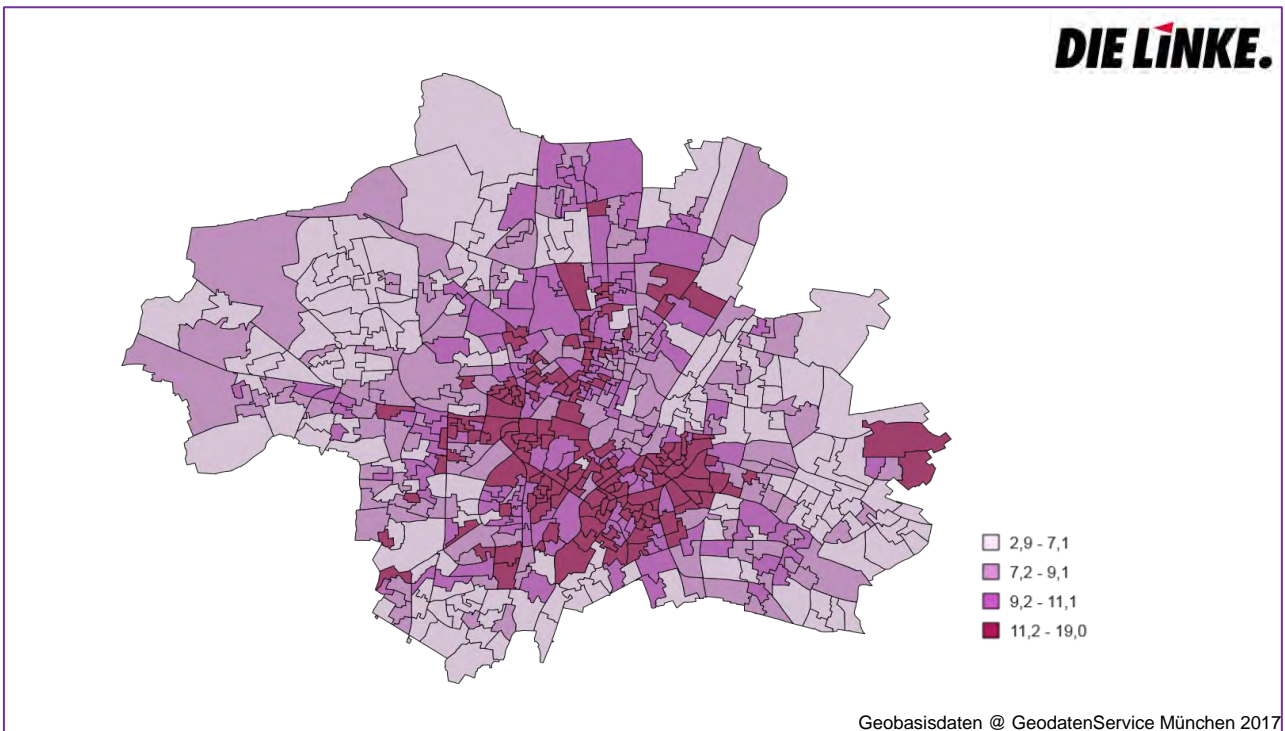 DIE LINKE.
2,9 - 7,1
7,2 - 9,1
9,2 - 11,1
11,2 - 19,0
Geobasisdaten @ GeodatenService München 2017